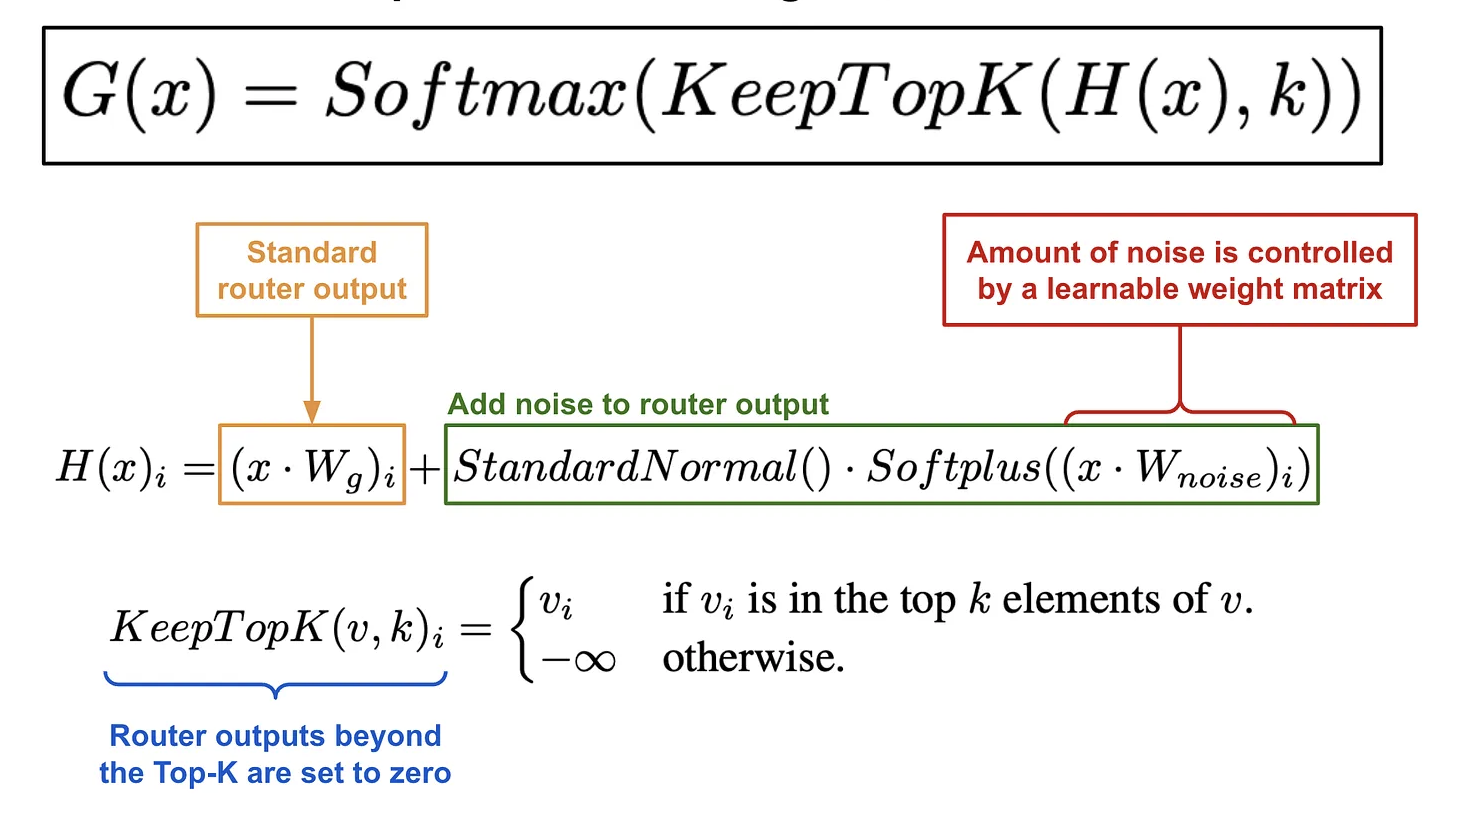 G(x) = Softmax(KeepTopK(H(x), k))
Standard
router output
Amount of noise is controlled
by a learnable weight matrix
Add noise to router output
H(x)_i = (x · W_g)_i + StandardNormal() · Softplus((x · W_noise)_i)
KeepTopK(v, k)_i = { v_i if v_i is in the top k elements of v.
−∞ otherwise.
Router outputs beyond
the Top-K are set to zero